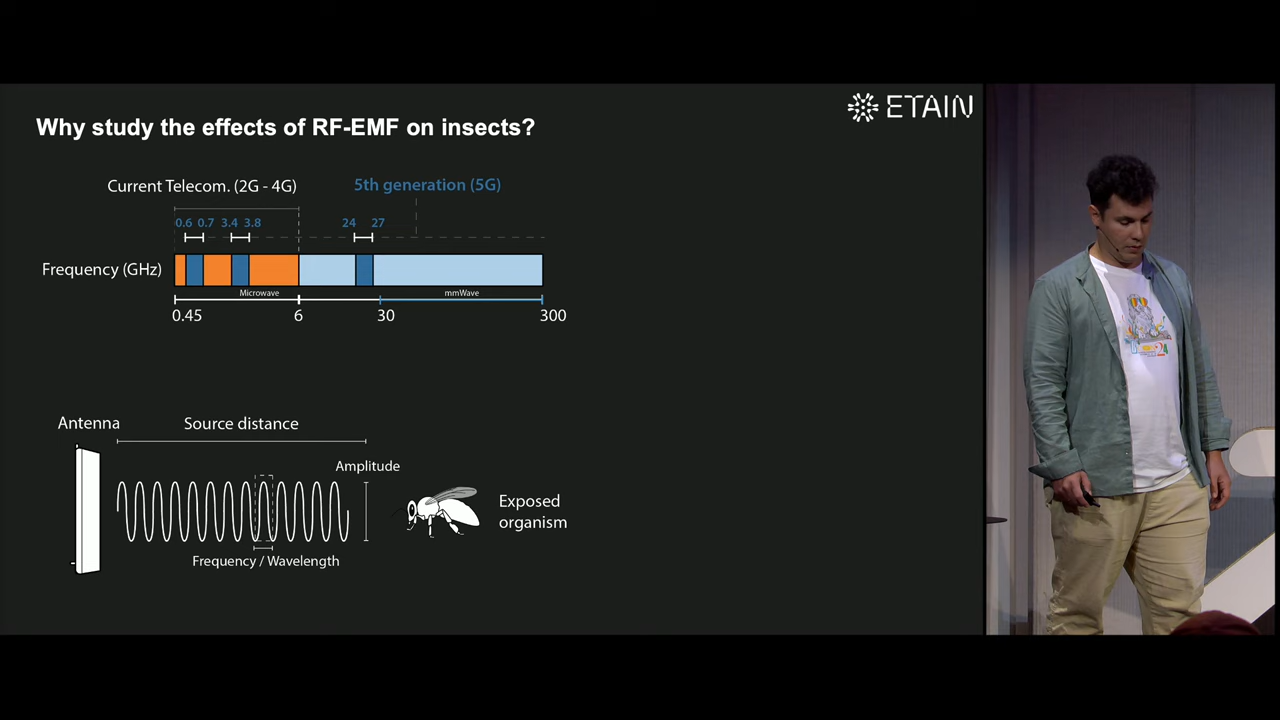 ETAIN
Why study the effects of RF-EMF on insects?
Current Telecom. (2G - 4G)
5th generation (5G)
0.6 0.7 3.4 3.8 24 27
Frequency (GHz)
Microwave mmWave
0.45 6 30 300
Antenna
Source distance
Amplitude
Exposed
organism
Frequency / Wavelength
24